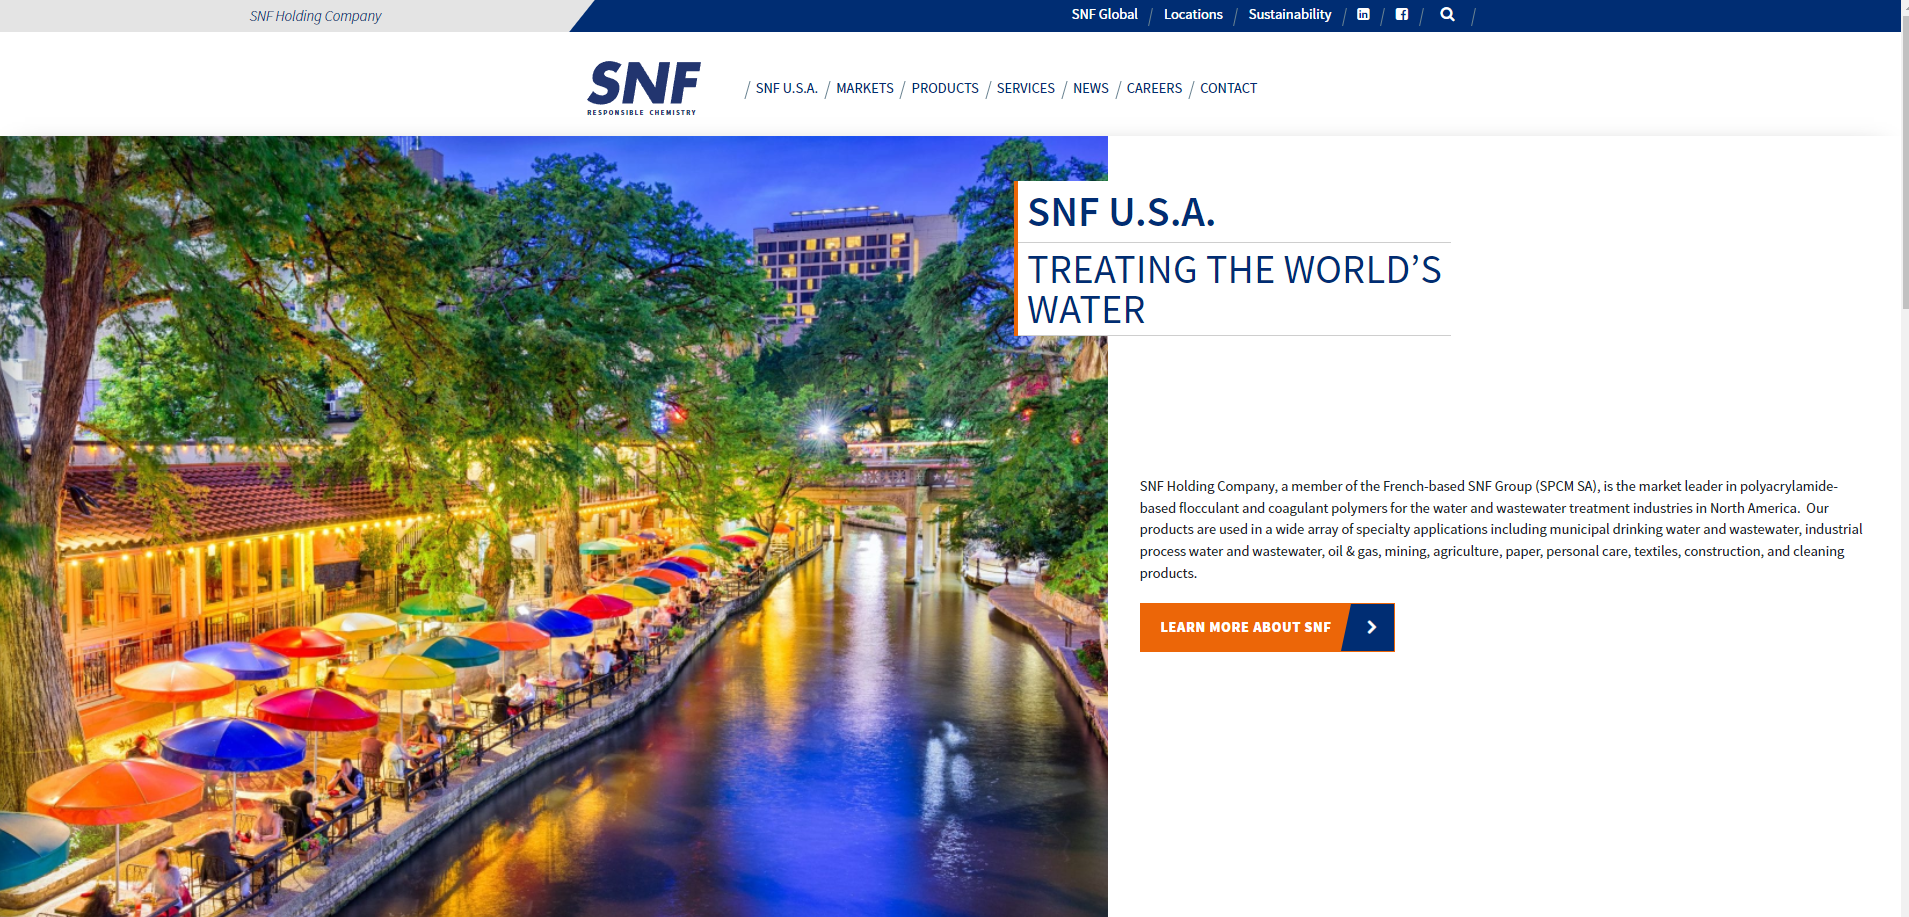 SNF Holding Company
SNF Global
Locations
Sustainability
SNF
RESPONSIBLE CHEMISTRY
SNF U.S.A.
MARKETS
PRODUCTS
SERVICES
NEWS
CAREERS
CONTACT
SNF U.S.A.
TREATING THE WORLD’S
WATER
SNF Holding Company, a member of the French-based SNF Group (SPCM SA), is the market leader in polyacrylamide-
based flocculant and coagulant polymers for the water and wastewater treatment industries in North America.  Our
products are used in a wide array of specialty applications including municipal drinking water and wastewater, industrial
process water and wastewater, oil & gas, mining, agriculture, paper, personal care, textiles, construction, and cleaning
products.
LEARN MORE ABOUT SNF